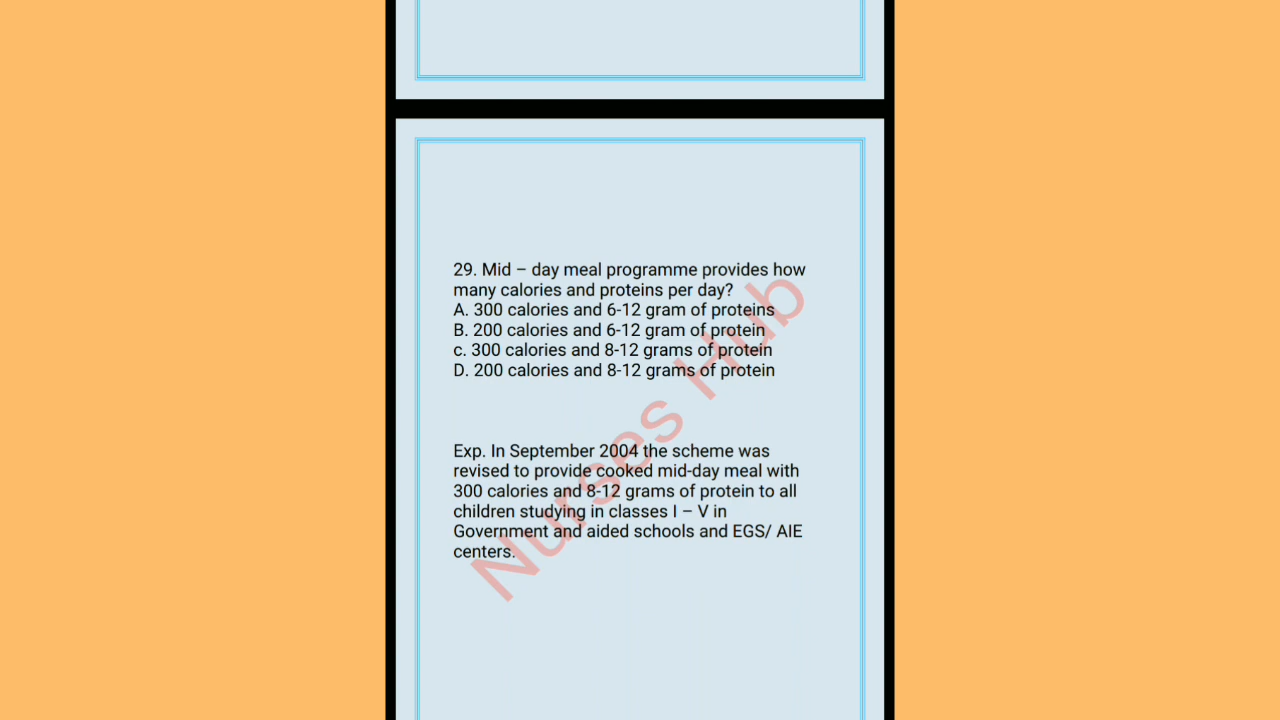 29. Mid – day meal programme provides how
many calories and proteins per day?
A. 300 calories and 6-12 gram of proteins
B. 200 calories and 6-12 gram of protein
c. 300 calories and 8-12 grams of protein
D. 200 calories and 8-12 grams of protein
Exp. In September 2004 the scheme was
revised to provide cooked mid-day meal with
300 calories and 8-12 grams of protein to all
children studying in classes I – V in
Government and aided schools and EGS/ AIE
centers.
Nurses Hub